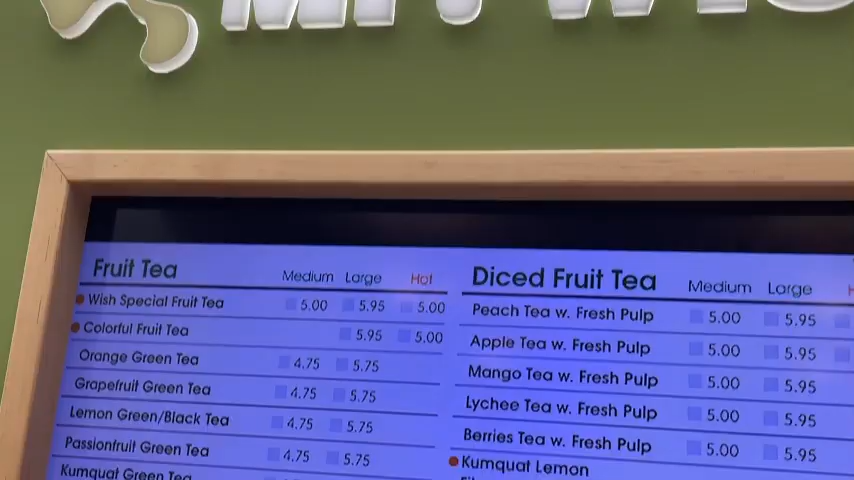 Fruit Tea Medium Large Hot
Wish Special Fruit Tea 5.00 5.95 5.00
Colorful Fruit Tea 5.95 5.00
Orange Green Tea 4.75 5.75
Grapefruit Green Tea 4.75 5.75
Lemon Green/Black Tea 4.75 5.75
Passionfruit Green Tea 4.75 5.75
Kumquat Green Tea
Diced Fruit Tea Medium Large
Peach Tea w. Fresh Pulp 5.00 5.95
Apple Tea w. Fresh Pulp 5.00 5.95
Mango Tea w. Fresh Pulp 5.00 5.95
Lychee Tea w. Fresh Pulp 5.00 5.95
Berries Tea w. Fresh Pulp 5.00 5.95
Kumquat Lemon